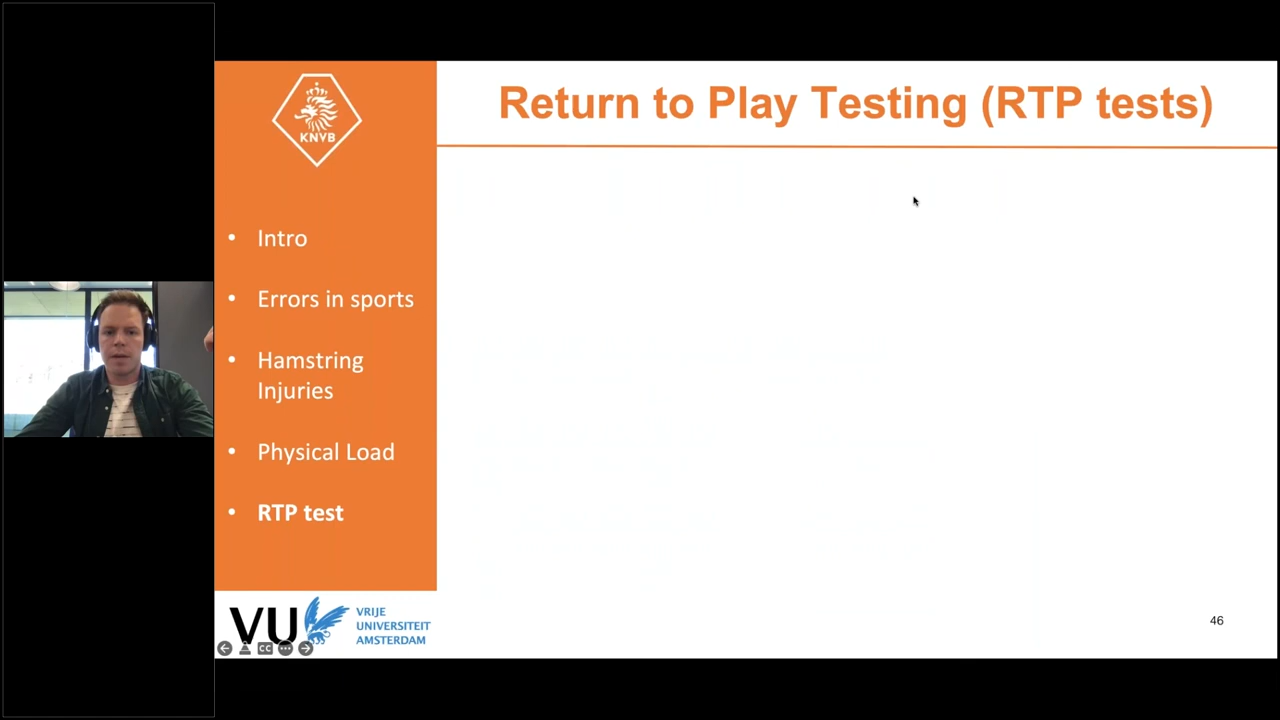 Return to Play Testing (RTP tests)
KNVB
• Intro
• Errors in sports
• Hamstring
Injuries
• Physical Load
• RTP test
VU
VRIJE
UNIVERSITEIT
AMSTERDAM
CC
46